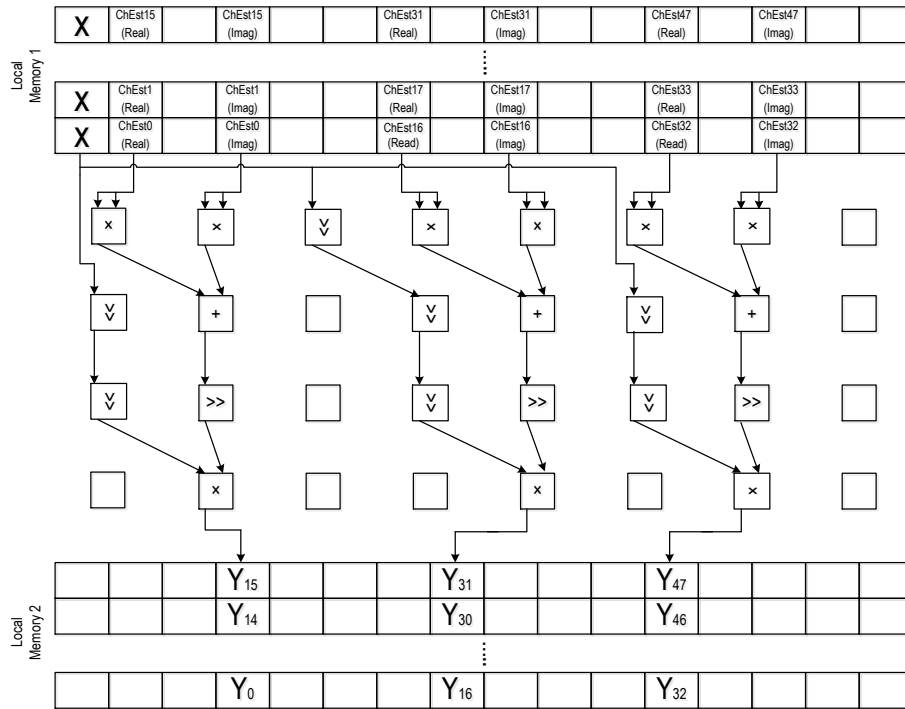 Local
Memory 1
X ChEst15 (Real) ChEst15 (Imag) ChEst31 (Real) ChEst31 (Imag) ChEst47 (Real) ChEst47 (Imag)
X ChEst1 (Real) ChEst1 (Imag) ChEst17 (Real) ChEst17 (Imag) ChEst33 (Real) ChEst33 (Imag)
X ChEst0 (Real) ChEst0 (Imag) ChEst16 (Read) ChEst16 (Imag) ChEst32 (Read) ChEst32 (Imag)
x x >> x x x x
>> + >> + >> +
>> >> >> >> >> >>
x x x
Local
Memory 2
Y15 Y31 Y47
Y14 Y30 Y46
Y0 Y16 Y32